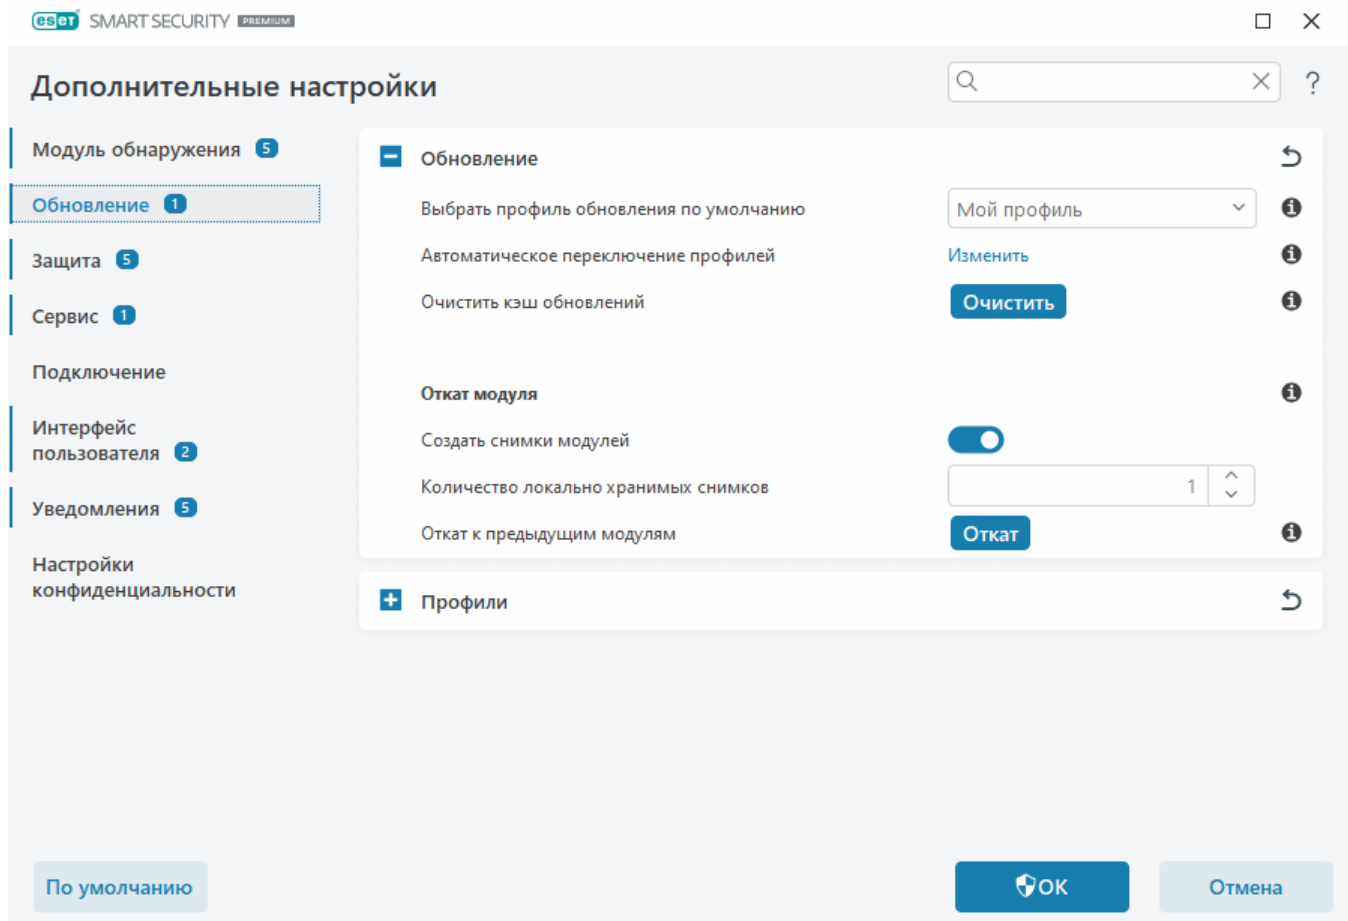 eset SMART SECURITY PREMIUM
Дополнительные настройки
?
Модуль обнаружения 5
Обновление 1
Защита 5
Сервис 1
Подключение
Интерфейс
пользователя 2
Уведомления 5
Настройки
конфиденциальности
Обновление
Выбрать профиль обновления по умолчанию Мой профиль
Автоматическое переключение профилей Изменить
Очистить кэш обновлений Очистить
Откат модуля
Создать снимки модулей
Количество локально хранимых снимков 1
Откат к предыдущим модулям Откат
Профили
По умолчанию ОК Отмена